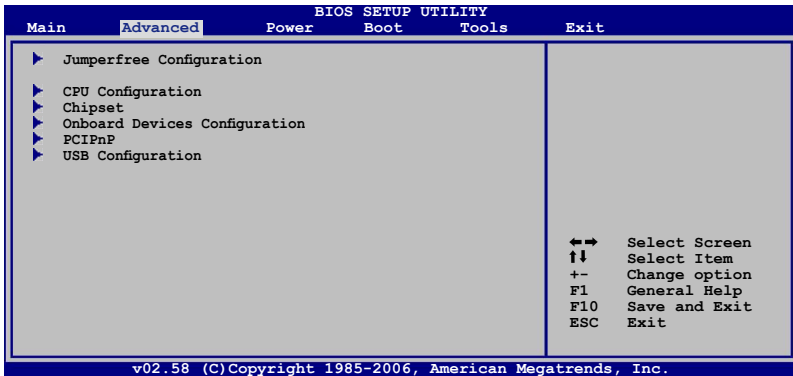 BIOS SETUP UTILITY
Main Advanced Power Boot Tools Exit
Jumperfree Configuration
CPU Configuration
Chipset
Onboard Devices Configuration
PCIPnP
USB Configuration
←→ Select Screen
↑↓ Select Item
+- Change option
F1 General Help
F10 Save and Exit
ESC Exit
v02.58 (C)Copyright 1985-2006, American Megatrends, Inc.